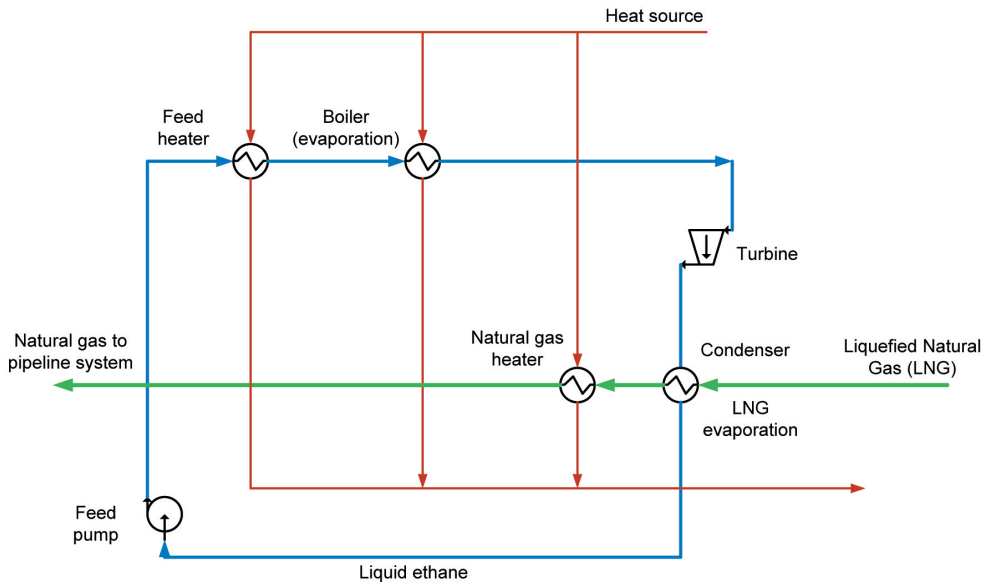 Heat source
Feed
heater
Boiler
(evaporation)
Turbine
Natural gas to
pipeline system
Natural gas
heater
Condenser
Liquefied Natural
Gas (LNG)
LNG
evaporation
Feed
pump
Liquid ethane